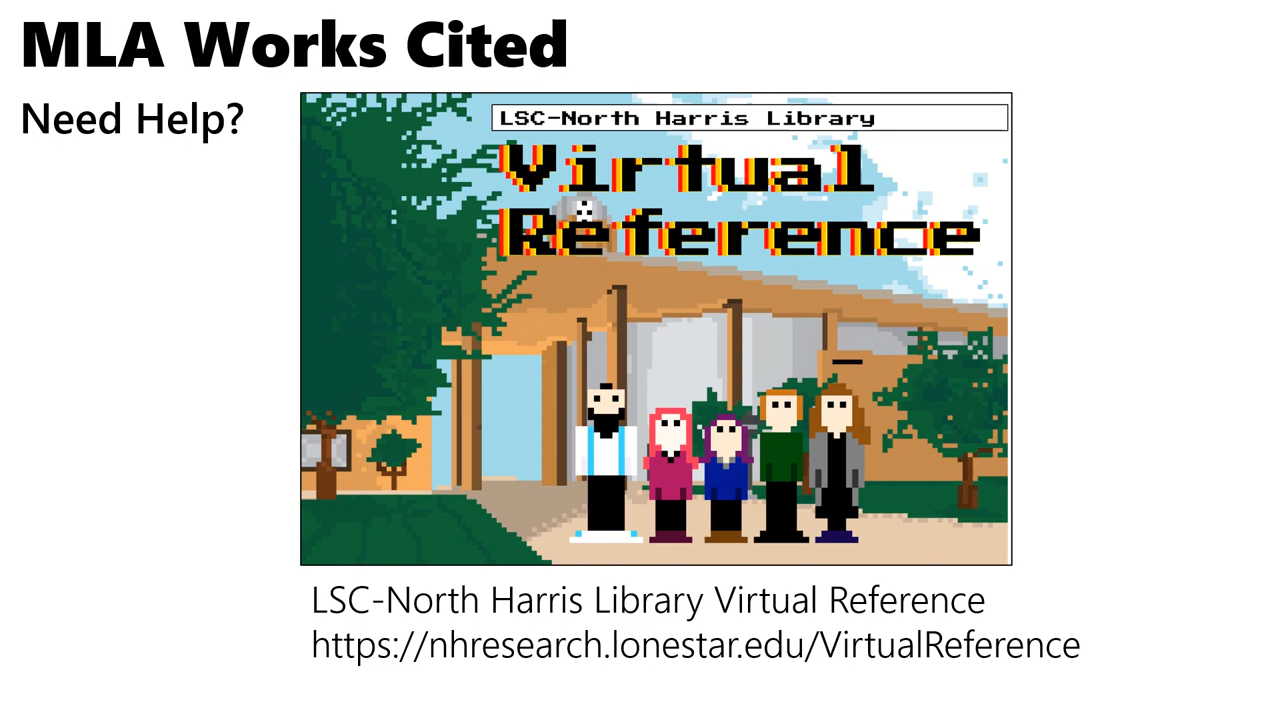 MLA Works Cited
Need Help?
LSC-North Harris Library
Virtual
Reference
LSC-North Harris Library Virtual Reference
https://nhresearch.lonestar.edu/VirtualReference